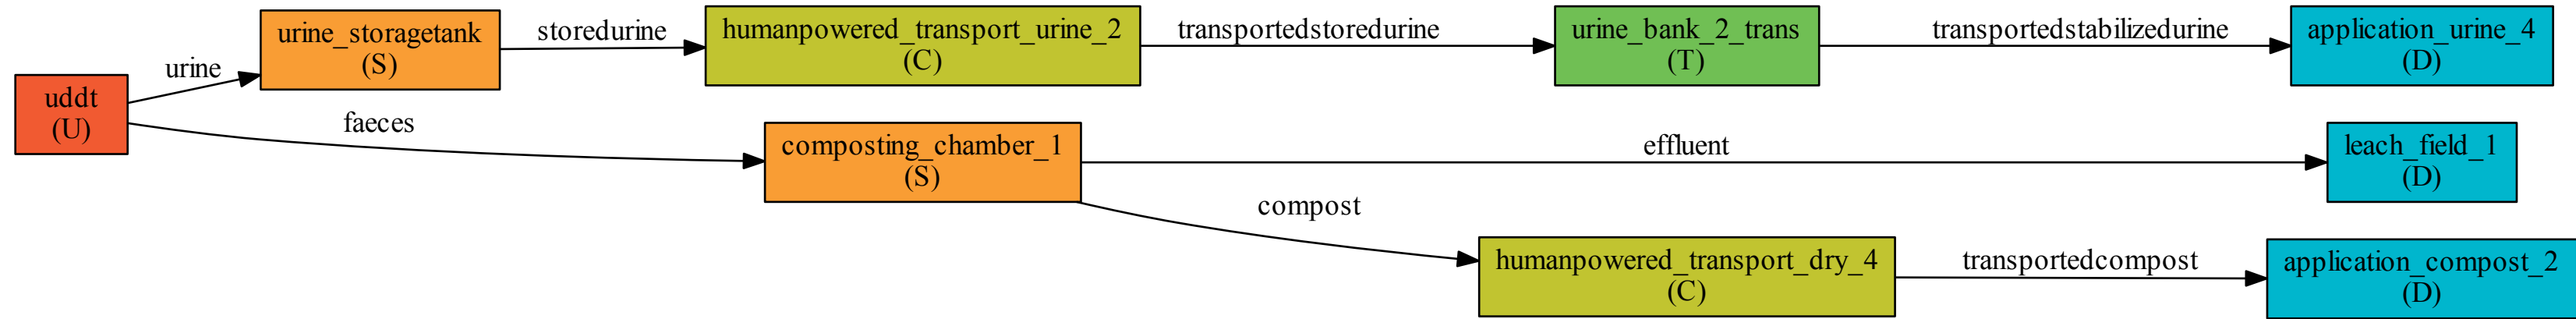 uddt
(U)
urine
urine_storagetank
(S)
storedurine
humanpowered_transport_urine_2
(C)
transportedstoredurine
urine_bank_2_trans
(T)
transportedstabilizedurine
application_urine_4
(D)
faeces
composting_chamber_1
(S)
effluent
leach_field_1
(D)
compost
humanpowered_transport_dry_4
(C)
transportedcompost
application_compost_2
(D)